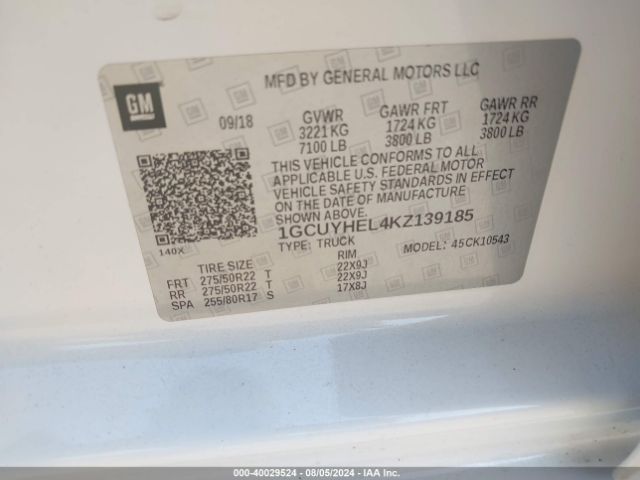 MFD BY GENERAL MOTORS LLC
GM
09/18 GVWR GAWR FRT GAWR RR
3221 KG 1724 KG 1724 KG
7100 LB 3800 LB 3800 LB
THIS VEHICLE CONFORMS TO ALL
APPLICABLE U.S. FEDERAL MOTOR
VEHICLE SAFETY STANDARDS IN EFFECT
ON THE DATE OF MANUFACTURE
SHOWN ABOVE.
1GCUYHEL4KZ139185
140X
TYPE: TRUCK MODEL: 45CK10543
TIRE SIZE RIM
FRT 275/50R22 T 22X9J
RR 275/50R22 T 22X9J
SPA 255/80R17 S 17X8J
000-40029524 - 08/05/2024 - IAA Inc.